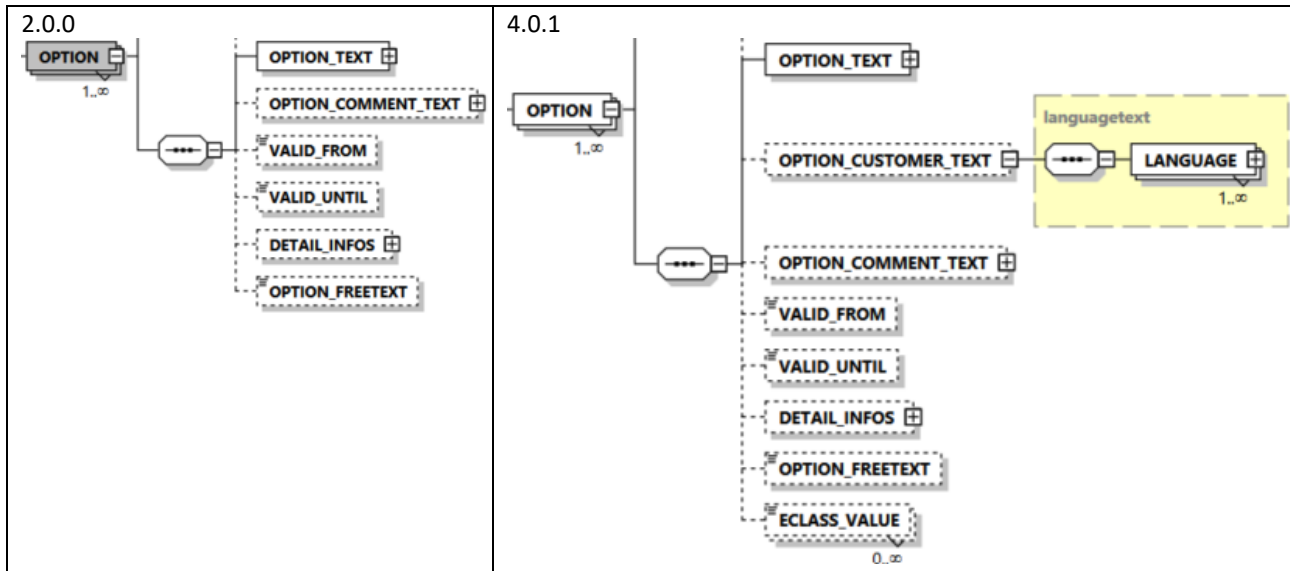 2.0.0
OPTION
1..∞
OPTION_TEXT
OPTION_COMMENT_TEXT
VALID_FROM
VALID_UNTIL
DETAIL_INFOS
OPTION_FREETEXT
4.0.1
OPTION
1..∞
OPTION_TEXT
languagetext
OPTION_CUSTOMER_TEXT
LANGUAGE
1..∞
OPTION_COMMENT_TEXT
VALID_FROM
VALID_UNTIL
DETAIL_INFOS
OPTION_FREETEXT
ECLASS_VALUE
0..∞